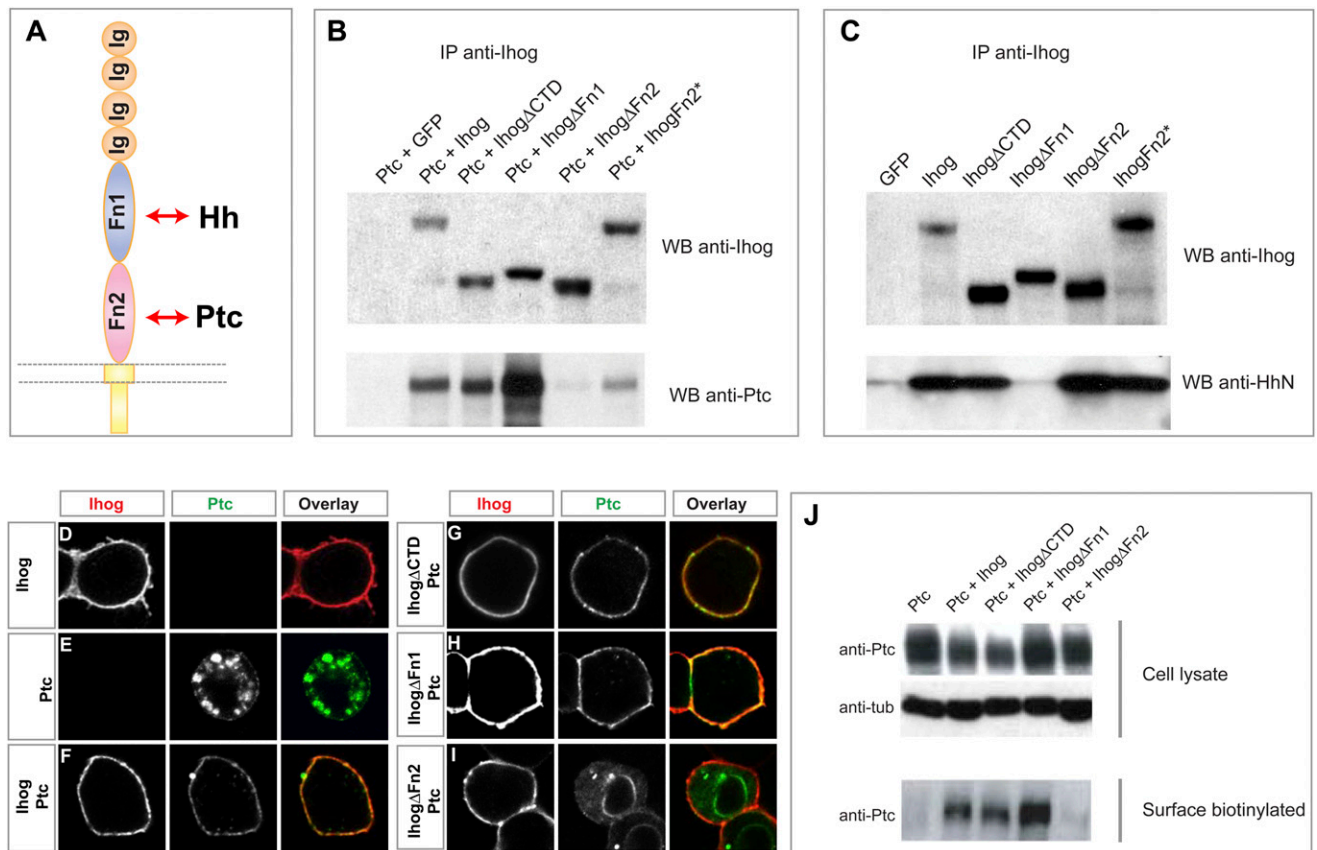 A
Ig
Ig
Ig
Ig
Fn1
Hh
Fn2
Ptc
B
IP anti-Ihog
Ptc + GFP
Ptc + Ihog
Ptc + IhogΔCTD
Ptc + IhogΔFn1
Ptc + IhogΔFn2
Ptc + IhogFn2*
WB anti-Ihog
WB anti-Ptc
C
IP anti-Ihog
GFP
Ihog
IhogΔCTD
IhogΔFn1
IhogΔFn2
IhogFn2*
WB anti-Ihog
WB anti-HhN
Ihog Ptc Overlay
D
Ihog
E
Ptc
F
Ihog
Ptc
Ihog Ptc Overlay
G
IhogΔCTD
Ptc
H
IhogΔFn1
Ptc
I
IhogΔFn2
Ptc
J
Ptc
Ptc + Ihog
Ptc + IhogΔCTD
Ptc + IhogΔFn1
Ptc + IhogΔFn2
anti-Ptc
anti-tub
Cell lysate
anti-Ptc
Surface biotinylated